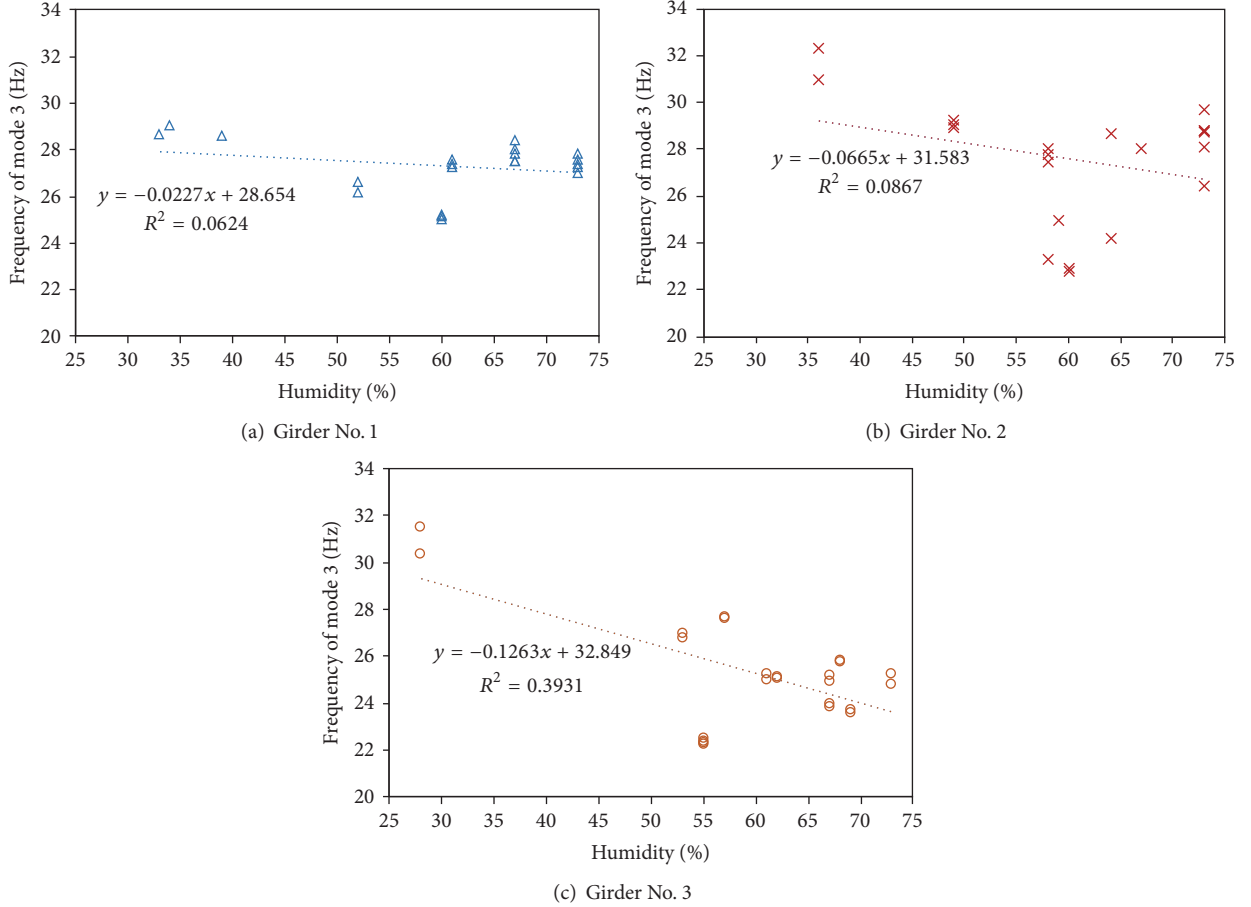 34
32
30
28
26
24
22
20
Frequency of mode 3 (Hz)
y = −0.0227x + 28.654
R² = 0.0624
25 30 35 40 45 50 55 60 65 70 75
Humidity (%)
(a) Girder No. 1
34
32
30
28
26
24
22
20
Frequency of mode 3 (Hz)
y = −0.0665x + 31.583
R² = 0.0867
25 30 35 40 45 50 55 60 65 70 75
Humidity (%)
(b) Girder No. 2
34
32
30
28
26
24
22
20
Frequency of mode 3 (Hz)
y = −0.1263x + 32.849
R² = 0.3931
25 30 35 40 45 50 55 60 65 70 75
Humidity (%)
(c) Girder No. 3